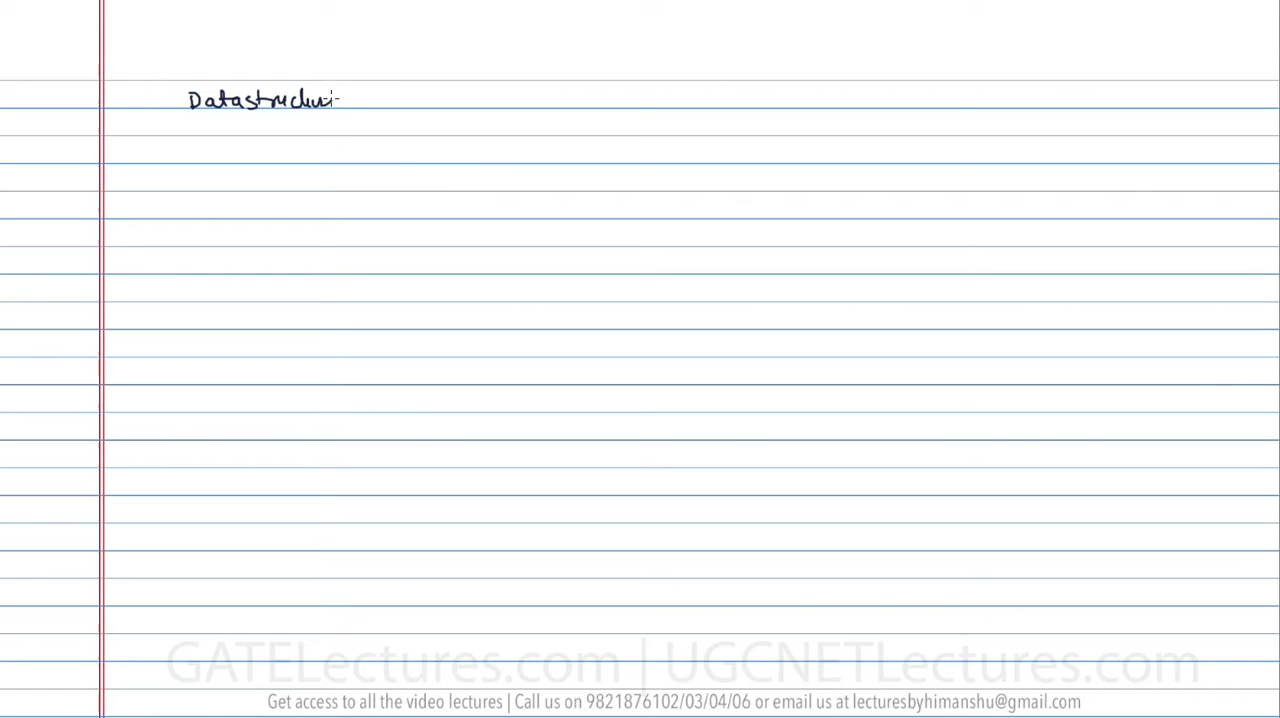 Datastructu
GATELectures.com | UGCNETLectures.com
Get access to all the video lectures | Call us on 9821876102/03/04/06 or email us at lecturesbyhimanshu@gmail.com